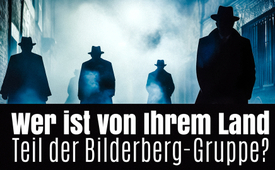 Wer ist von Ihrem Land
Teil der Bilderberg-Gruppe?